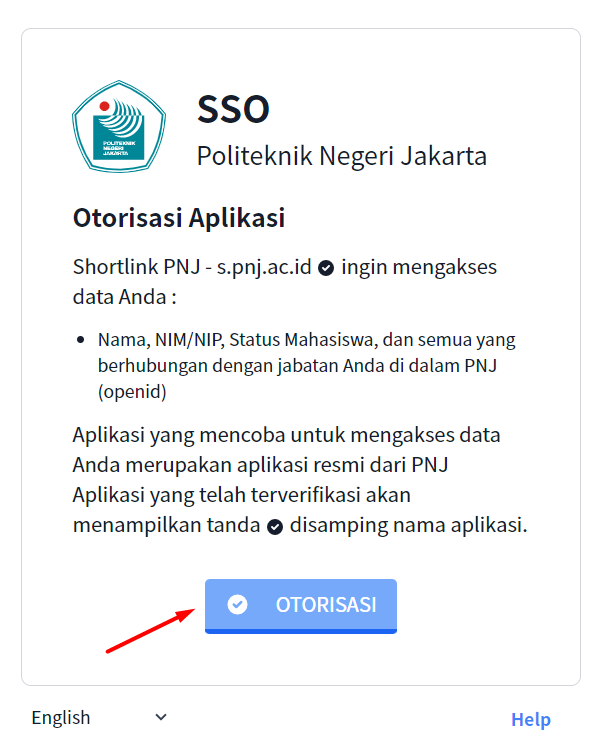 POLITEKNIK
NEGERI
JAKARTA
SSO
Politeknik Negeri Jakarta
Otorisasi Aplikasi
Shortlink PNJ - s.pnj.ac.id ingin mengakses
data Anda :
Nama, NIM/NIP, Status Mahasiswa, dan semua yang
berhubungan dengan jabatan Anda di dalam PNJ
(openid)
Aplikasi yang mencoba untuk mengakses data
Anda merupakan aplikasi resmi dari PNJ
Aplikasi yang telah terverifikasi akan
menampilkan tanda disamping nama aplikasi.
OTORISASI
English
Help